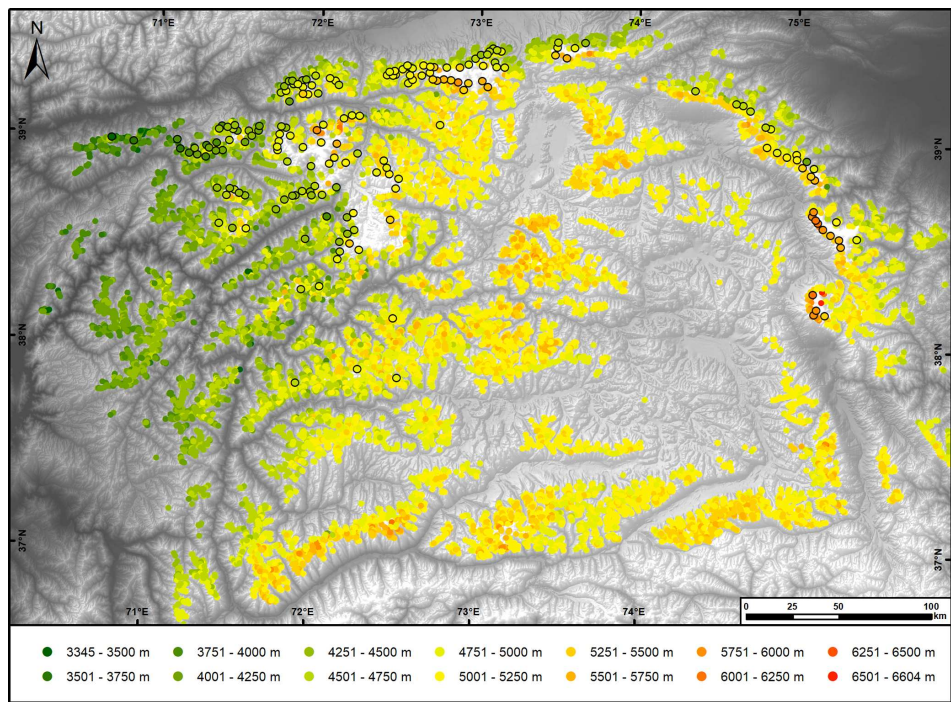 71°E 72°E 73°E 74°E 75°E
N
39°N 39°N
38°N 38°N
37°N 37°N
71°E 72°E 73°E 74°E
0 25 50 100
km
3345 - 3500 m 3751 - 4000 m 4251 - 4500 m 4751 - 5000 m 5251 - 5500 m 5751 - 6000 m 6251 - 6500 m
3501 - 3750 m 4001 - 4250 m 4501 - 4750 m 5001 - 5250 m 5501 - 5750 m 6001 - 6250 m 6501 - 6604 m